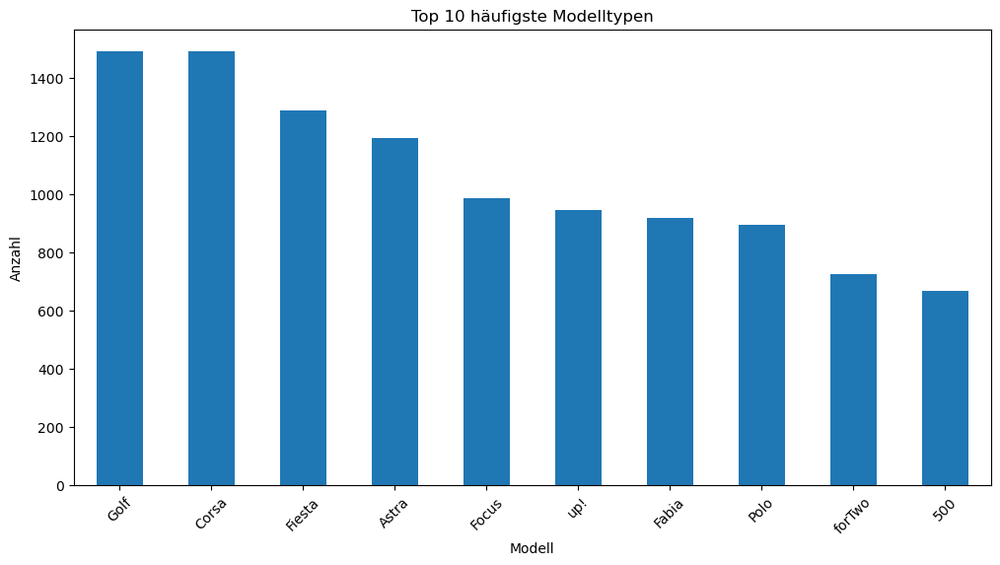 Top 10 häufigste Modelltypen
Anzahl
1400
1200
1000
800
600
400
200
0
Golf
Corsa
Fiesta
Astra
Focus
up!
Fabia
Polo
forTwo
500
Modell